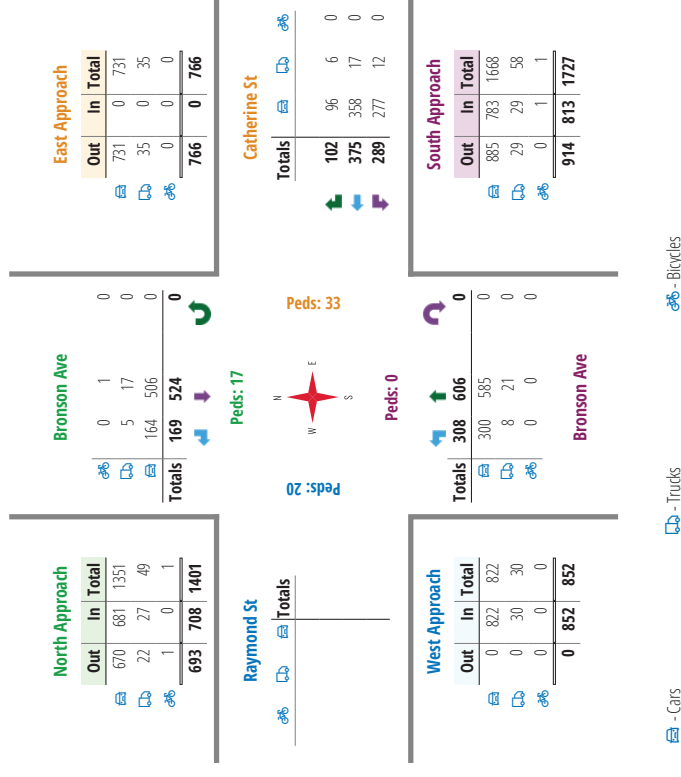 North Approach
Out In Total
670 681 1351
22 27 49
1 0 1
693 708 1401
Bronson Ave
0 1 0
5 17 0
164 506 0
Totals 169 524 0
East Approach
Out In Total
731 0 731
35 0 35
0 0 0
766 0 766
Raymond St
Totals
Peds: 17
Peds: 20
N
W E
S
Peds: 33
Peds: 0
Catherine St
Totals
102 96 6 0
375 358 17 0
289 277 12 0
West Approach
Out In Total
0 822 822
0 30 30
0 0 0
0 852 852
Totals 308 606 0
300 585 0
8 21 0
0 0 0
Bronson Ave
South Approach
Out In Total
885 783 1668
29 29 58
0 1 1
914 813 1727
- Cars
- Trucks
- Bicycles